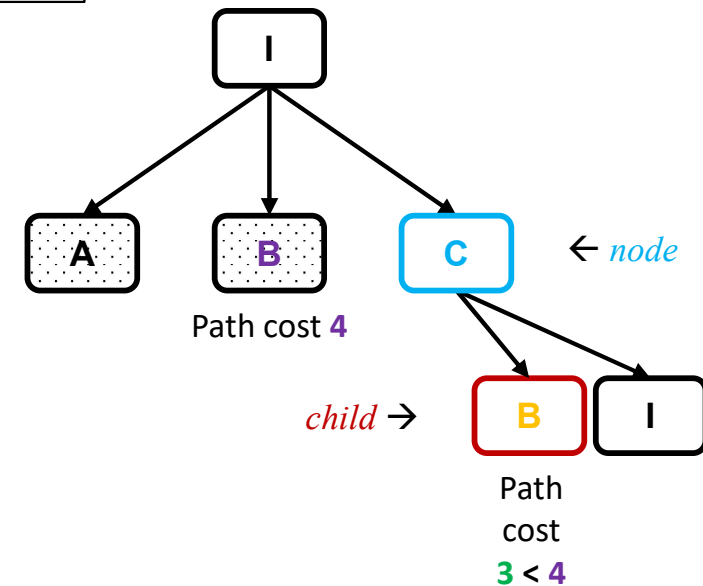 I
A
B
C
← node
Path cost 4
child →
B
I
Path
cost
3 < 4